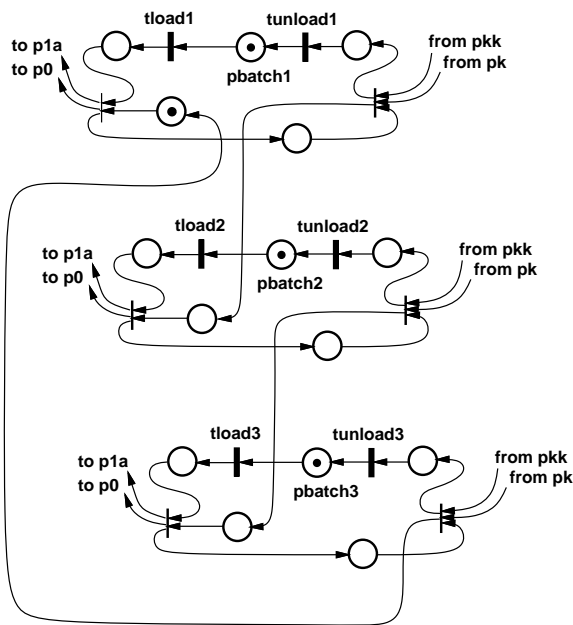 tload1 tunload1
to p1a
to p0
pbatch1
from pkk
from pk
tload2 tunload2
to p1a
to p0
pbatch2
from pkk
from pk
tload3 tunload3
to p1a
to p0
pbatch3
from pkk
from pk